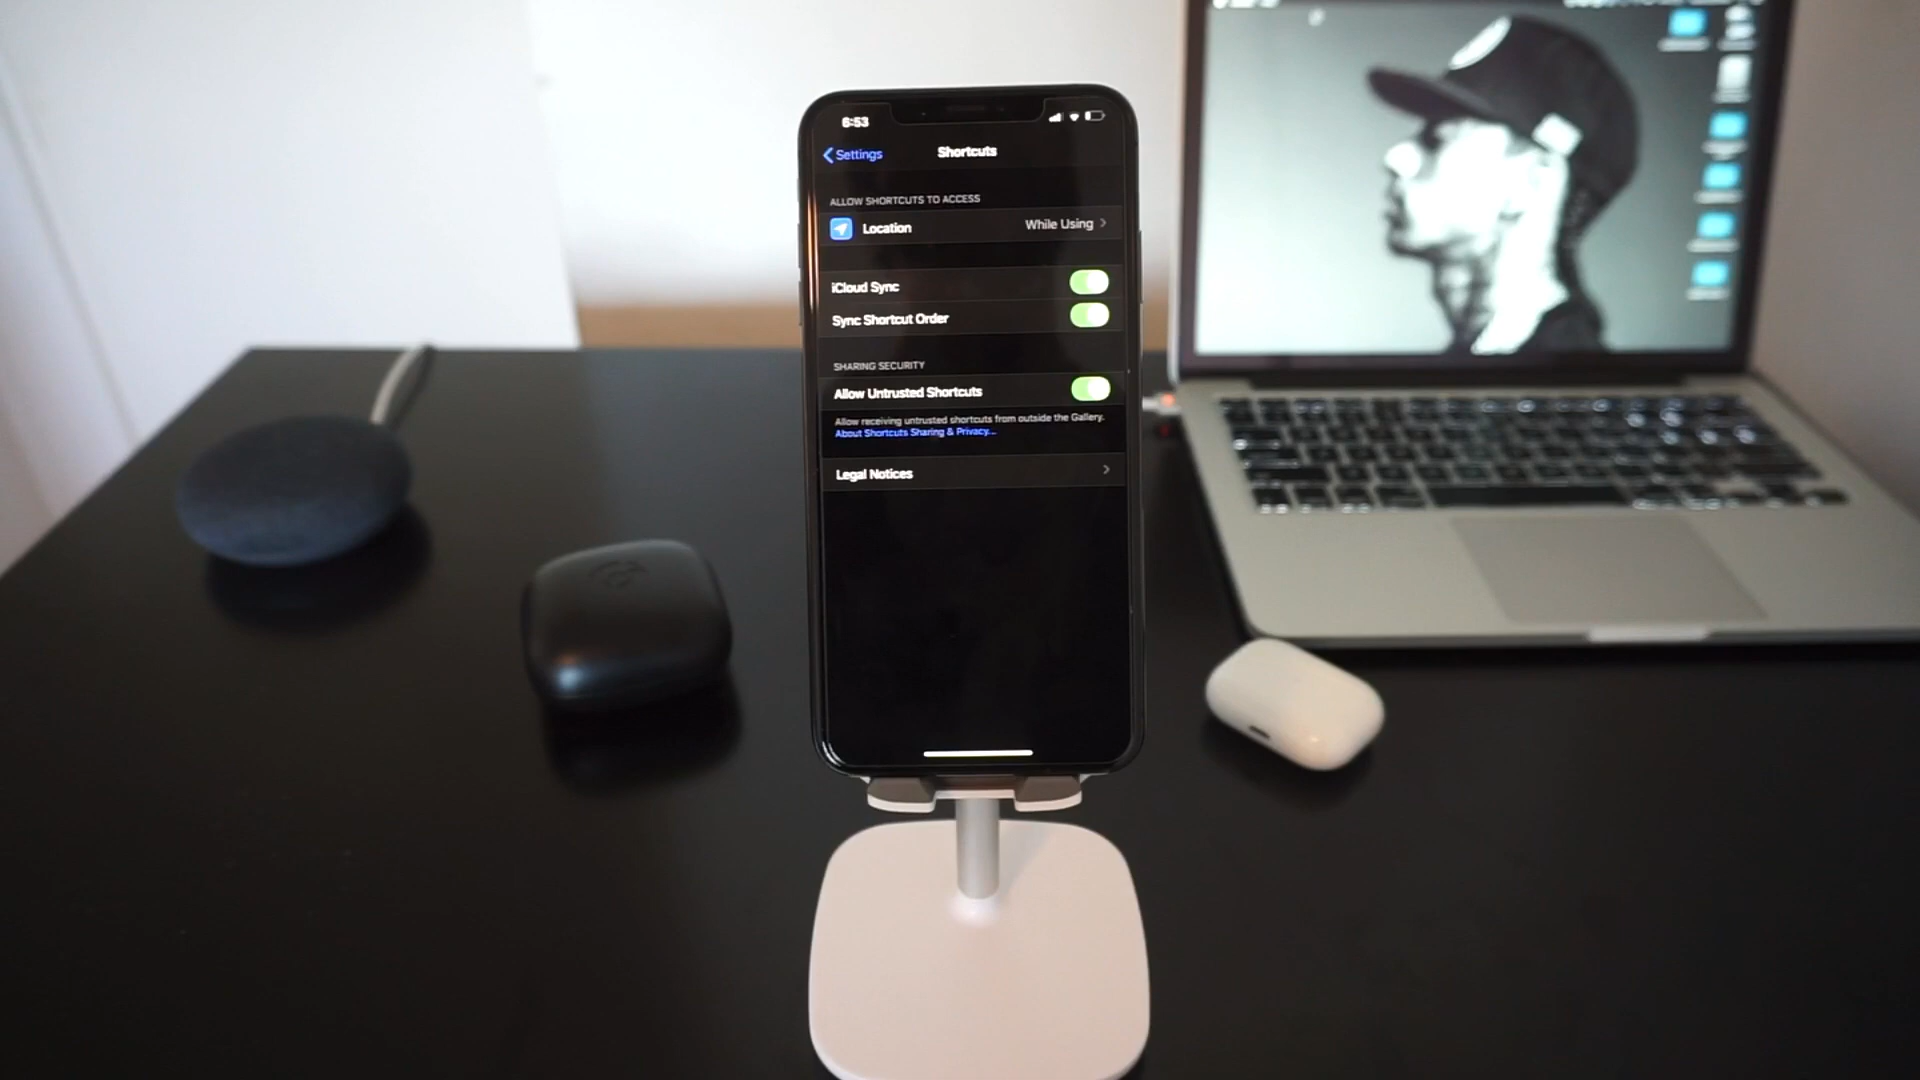 6:53
Settings
Shortcuts
ALLOW SHORTCUTS TO ACCESS
Location
While Using
iCloud Sync
Sync Shortcut Order
SHARING SECURITY
Allow Untrusted Shortcuts
Allow receiving untrusted shortcuts from outside the Gallery.
About Shortcuts Sharing & Privacy...
Legal Notices